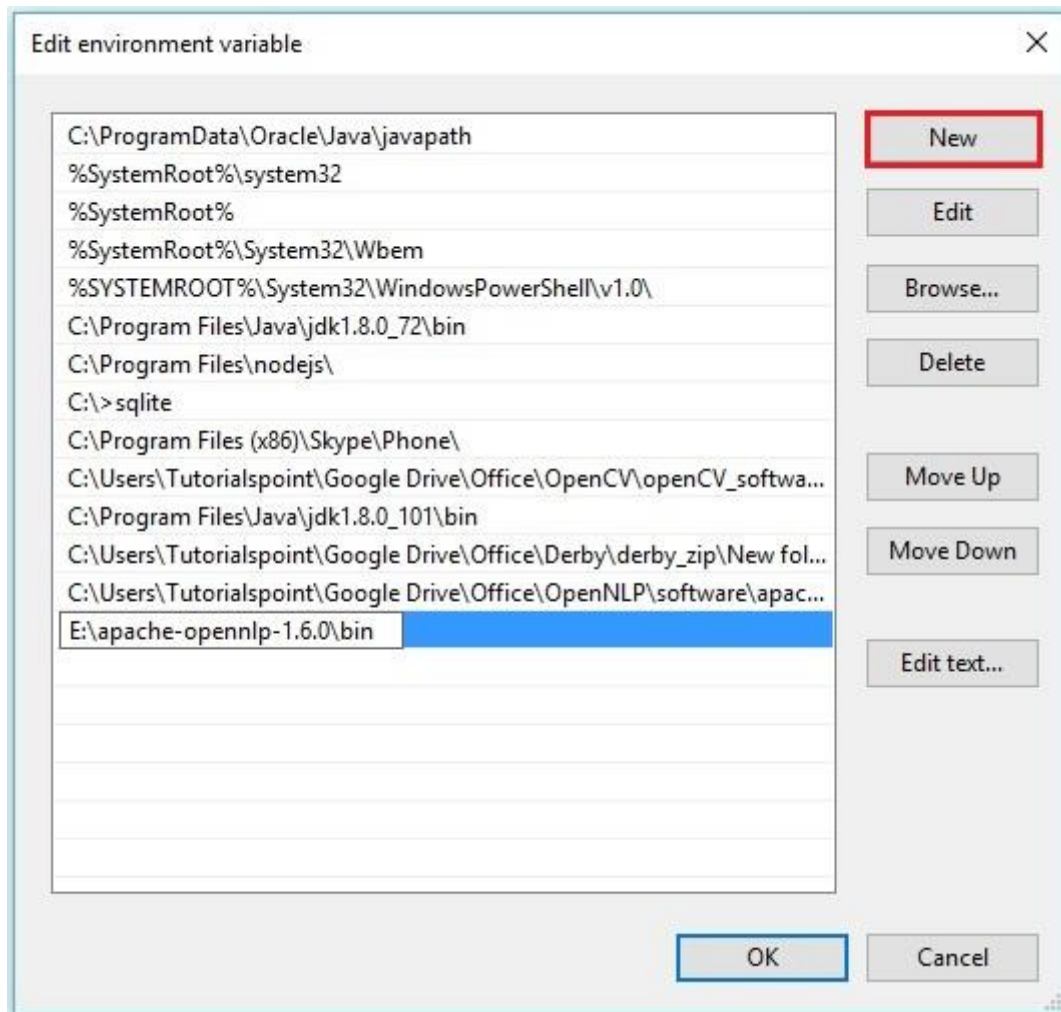 Edit environment variable
C:\ProgramData\Oracle\Java\javapath
%SystemRoot%\system32
%SystemRoot%
%SystemRoot%\System32\Wbem
%SYSTEMROOT%\System32\WindowsPowerShell\v1.0\
C:\Program Files\Java\jdk1.8.0_72\bin
C:\Program Files\nodejs\
C:\>sqlite
C:\Program Files (x86)\Skype\Phone\
C:\Users\Tutorialspoint\Google Drive\Office\OpenCV\openCV_softwa...
C:\Program Files\Java\jdk1.8.0_101\bin
C:\Users\Tutorialspoint\Google Drive\Office\Derby\derby_zip\New fol...
C:\Users\Tutorialspoint\Google Drive\Office\OpenNLP\software\apac...
E:\apache-opennlp-1.6.0\bin
New
Edit
Browse...
Delete
Move Up
Move Down
Edit text...
OK
Cancel